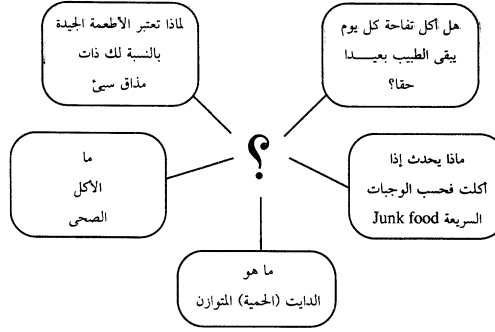 هل أكل تفاحة كل يوم
يبقى الطبيب بعيـــــدا
حقا؟
لماذا تعتبر الأطعمة الجيدة
بالنسبة لك ذات
مذاق سيئ
؟
ماذا يحدث إذا
أكلت فحسب الوجبات
السريعة Junk food
ما
الأكل
الصحى
ما هو
الدايت (الحمية) المتوازن